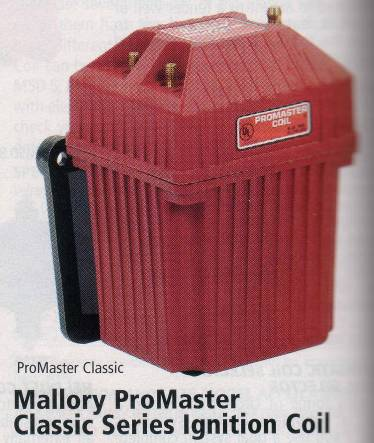 PROMASTER
COIL
ProMaster Classic
Mallory ProMaster
Classic Series Ignition Coil